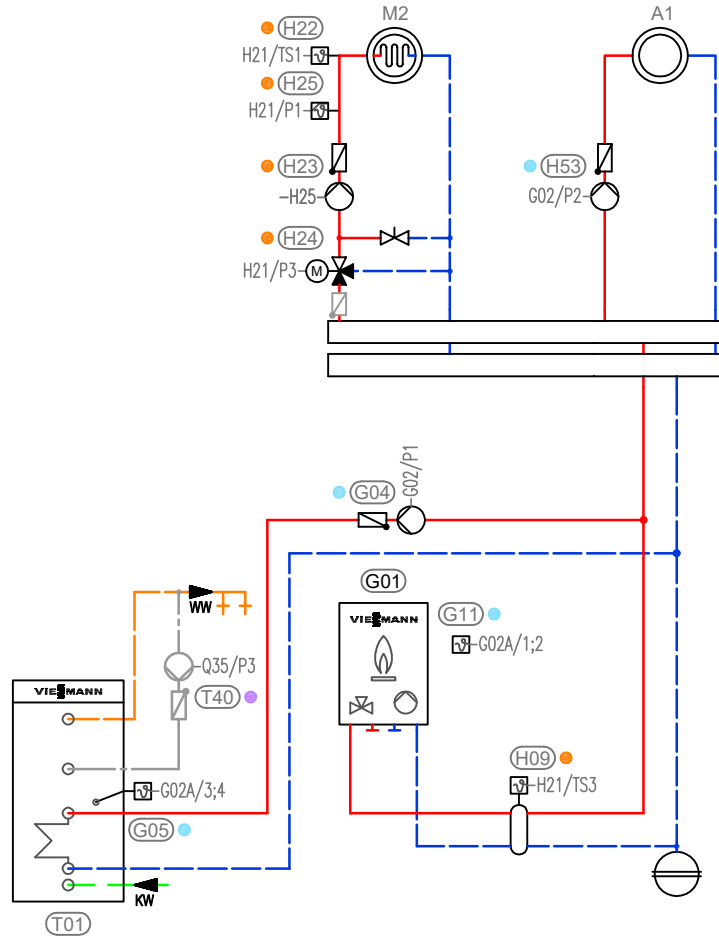 M2
A1
H22
H21/TS1
H25
H21/P1
H23
H53
-H25
G02/P2
H24
H21/P3
M
G02/P1
G04
G01
VIESMANN
G11
G02A/1;2
WW
Q35/P3
T40
VIESMANN
H09
H21/TS3
G02A/3;4
G05
KW
T01